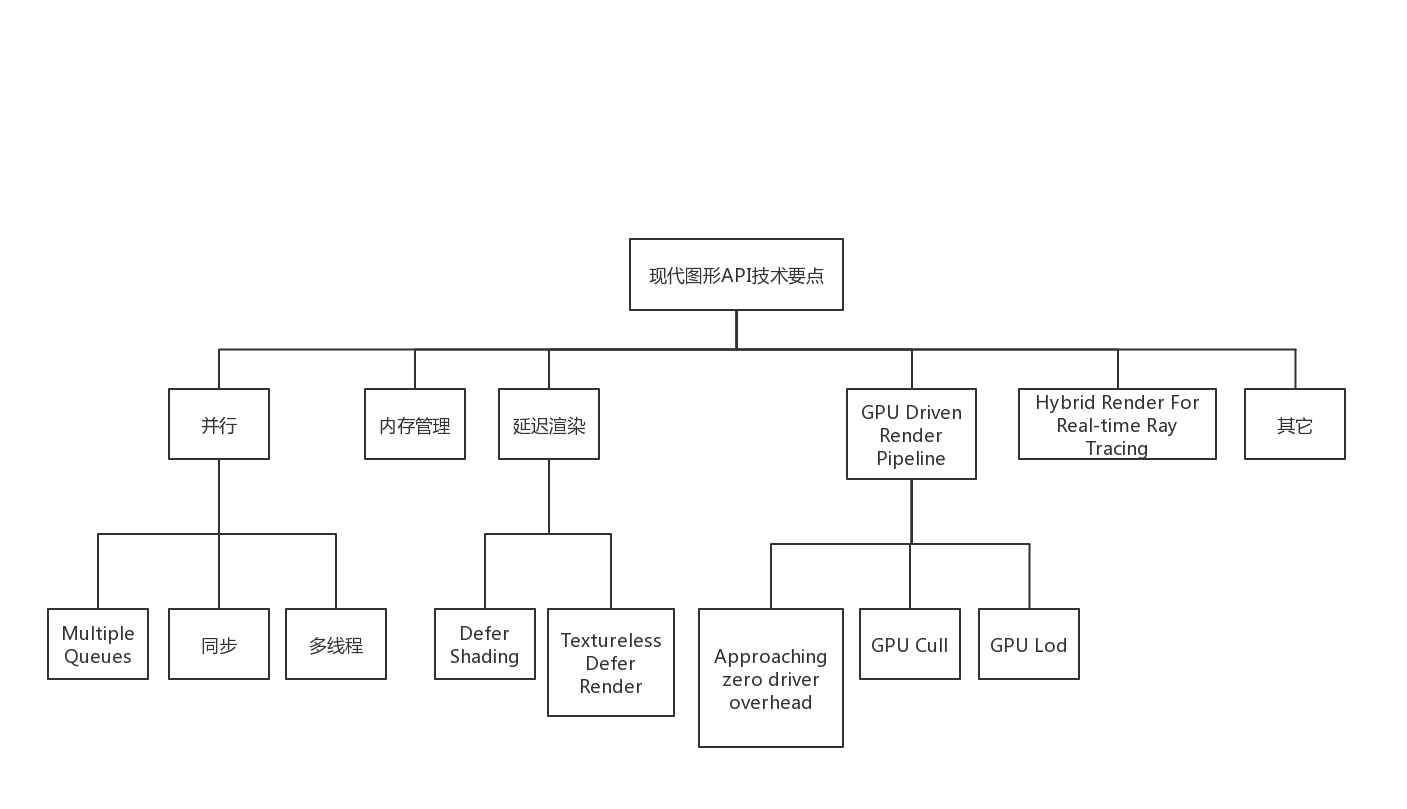 现代图形API技术要点
并行
内存管理
延迟渲染
GPU Driven
Render
Pipeline
Hybrid Render For
Real-time Ray
Tracing
其它
Multiple
Queues
同步
多线程
Defer
Shading
Textureless
Defer
Render
Approaching
zero driver
overhead
GPU Cull
GPU Lod